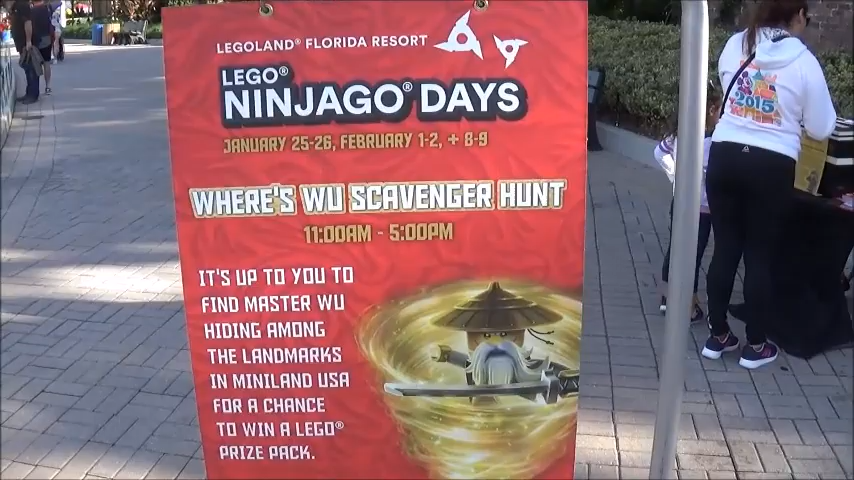 LEGOLAND® FLORIDA RESORT
LEGO®
NINJAGO® DAYS
JANUARY 25-26, FEBRUARY 1-2, + 8-9
WHERE'S WU SCAVENGER HUNT
11:00AM - 5:00PM
IT'S UP TO YOU TO
FIND MASTER WU
HIDING AMONG
THE LANDMARKS
IN MINILAND USA
FOR A CHANCE
TO WIN A LEGO®
PRIZE PACK.
2015